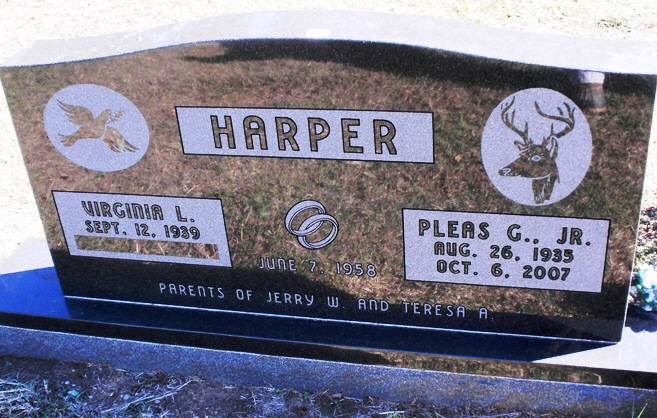 HARPER
VIRGINIA L.
SEPT. 12, 1939
PLEAS G., JR.
AUG. 26, 1935
OCT. 6, 2007
JUNE 7, 1958
PARENTS OF JERRY W. AND TERESA A.